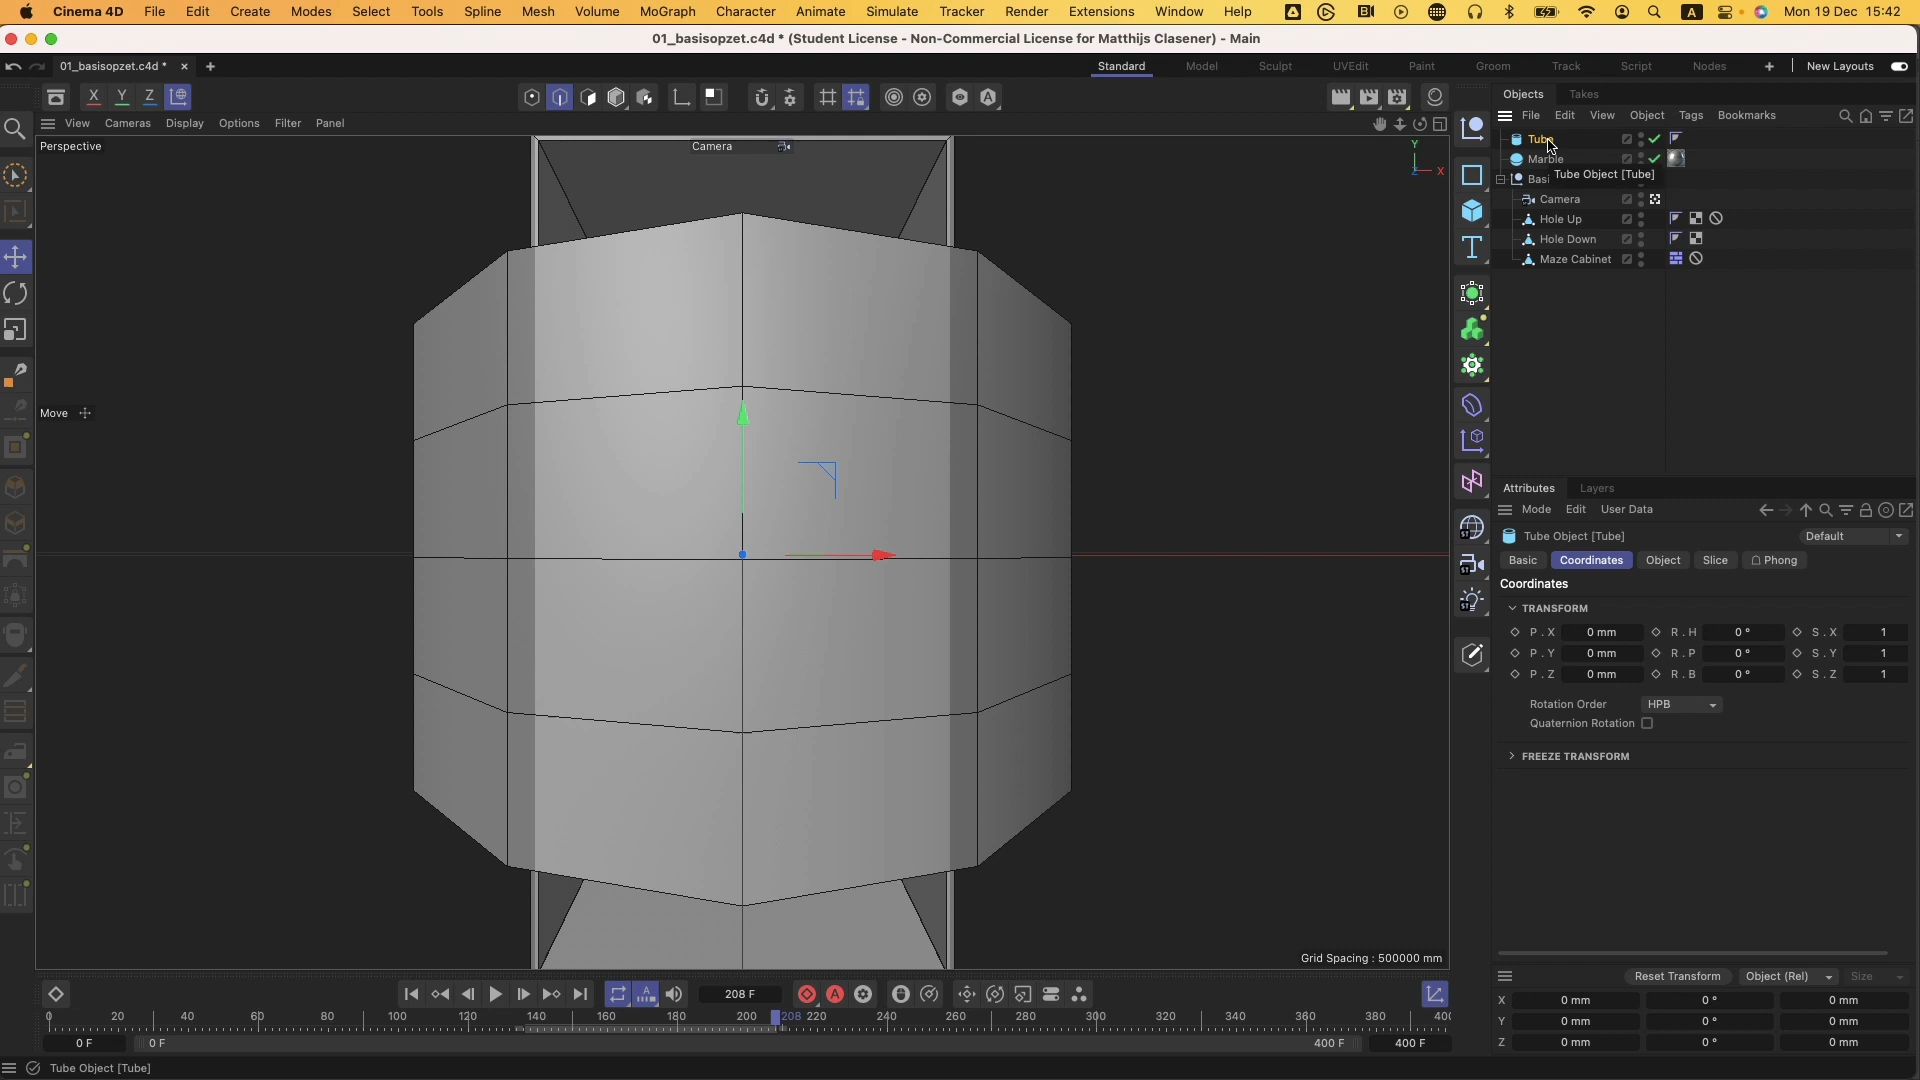 Cinema 4D File Edit Create Modes Select Tools Spline Mesh Volume MoGraph Character Animate Simulate Tracker Render Extensions Window Help A Mon 19 Dec 15:42
01_basisopzet.c4d * (Student License - Non-Commercial License for Matthijs Clasener) - Main
01_basisopzet.c4d * × + Standard Model Sculpt UVEdit Paint Groom Track Script Nodes + New Layouts
X Y Z
Objects Takes
View Cameras Display Options Filter Panel
File Edit View Object Tags Bookmarks
Perspective
Camera
Y
X
Z
Tube
Marble
Tube Object [Tube]
Basi
Camera
Hole Up
Hole Down
Maze Cabinet
Move
Attributes Layers
Mode Edit User Data
Tube Object [Tube] Default
Basic Coordinates Object Slice Phong
Coordinates
TRANSFORM
P . X 0 mm R . H 0 ° S . X 1
P . Y 0 mm R . P 0 ° S . Y 1
P . Z 0 mm R . B 0 ° S . Z 1
Rotation Order HPB
Quaternion Rotation
FREEZE TRANSFORM
Grid Spacing : 500000 mm
Reset Transform Object (Rel) Size
208 F
X 0 mm 0 ° 0 mm
Y 0 mm 0 ° 0 mm
Z 0 mm 0 ° 0 mm
0 20 40 60 80 100 120 140 160 180 200 208 220 240 260 280 300 320 340 360 380 40
0 F 0 F 400 F 400 F
Tube Object [Tube]